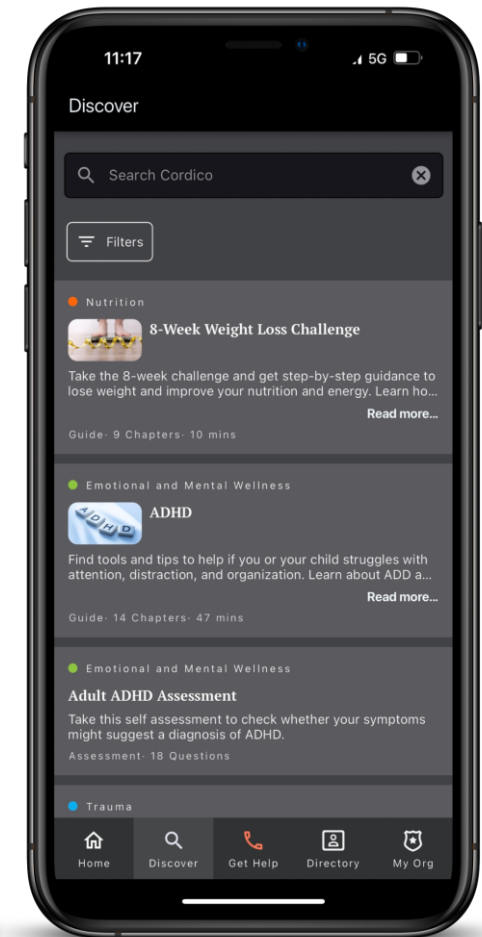 11:17
5G
Discover
Search Cordico
Filters
Nutrition
8-Week Weight Loss Challenge
Take the 8-week challenge and get step-by-step guidance to
lose weight and improve your nutrition and energy. Learn ho...
Read more...
Guide· 9 Chapters· 10 mins
Emotional and Mental Wellness
ADHD
ADHD
Find tools and tips to help if you or your child struggles with
attention, distraction, and organization. Learn about ADD a...
Read more...
Guide· 14 Chapters· 47 mins
Emotional and Mental Wellness
Adult ADHD Assessment
Take this self assessment to check whether your symptoms
might suggest a diagnosis of ADHD.
Assessment· 18 Questions
Trauma
Home Discover Get Help Directory My Org